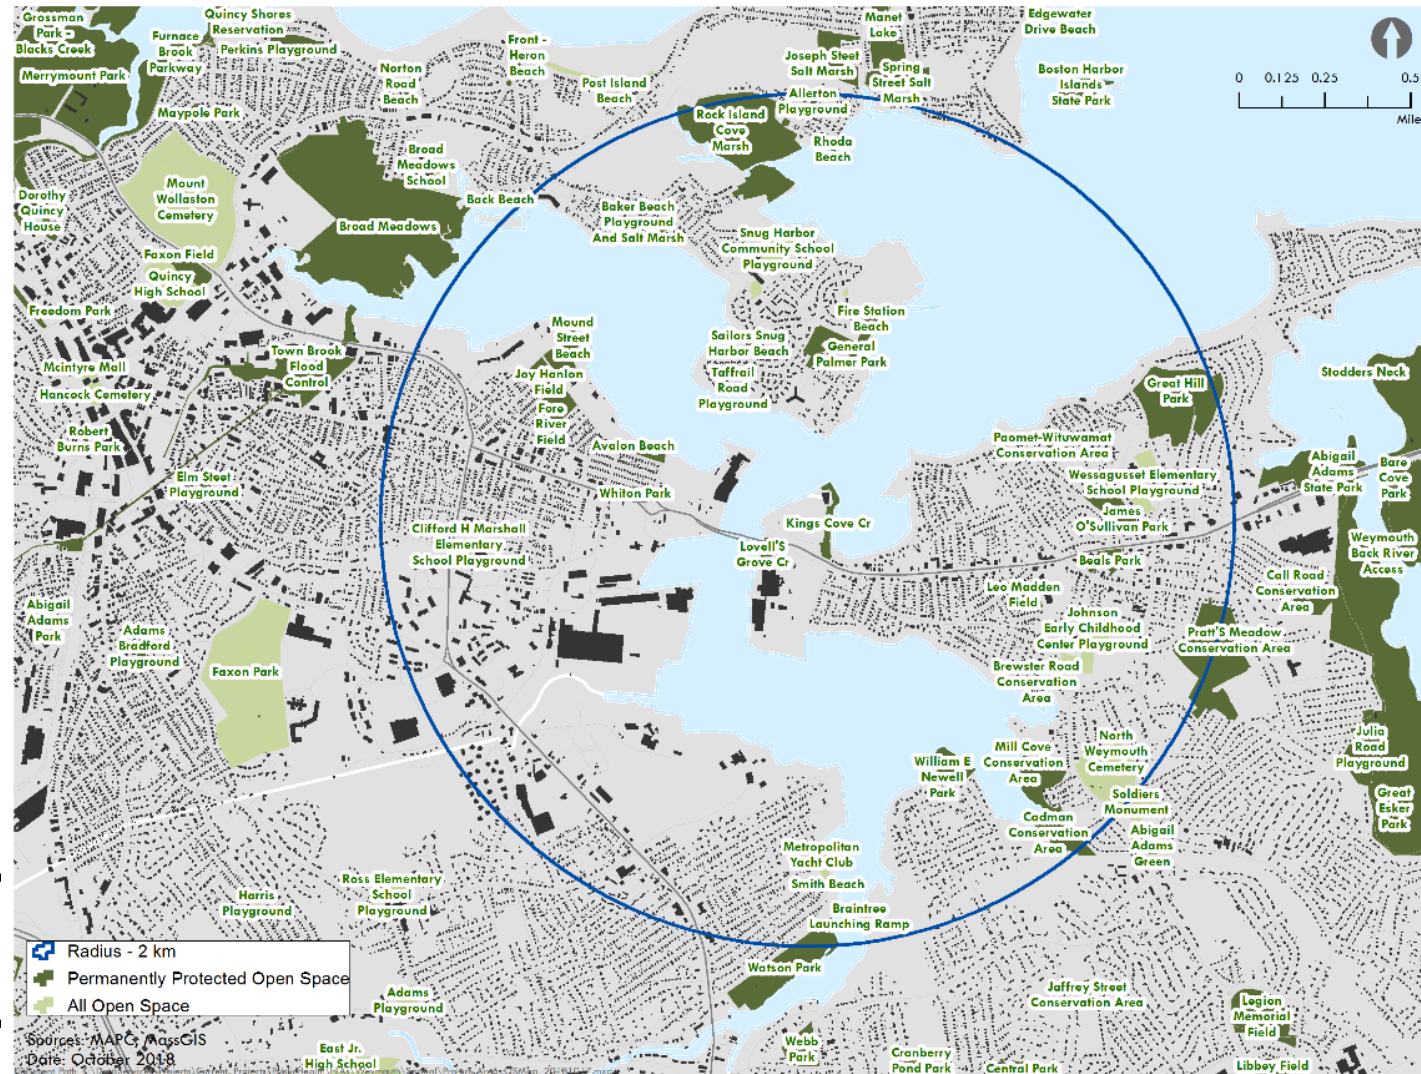 Grossman
Park -
Blacks Creek
Merrymount Park
Quincy Shores
Reservation
Furnace
Brook
Parkway
Perkins Playground
Maypole Park
Norton
Road
Beach
Front -
Heron
Beach
Post Island
Beach
Manet
Lake
Joseph Steet
Salt Marsh
Spring
Street Salt
Marsh
Allerton
Playground
Edgewater
Drive Beach
Boston Harbor
Islands
State Park
0 0.125 0.25 0.5
Mile
Rock Island
Cove
Marsh
Rhoda
Beach
Broad
Meadows
School
Mount
Wollaston
Cemetery
Dorothy
Quincy
House
Broad Meadows
Back Beach
Baker Beach
Playground
And Salt Marsh
Snug Harbor
Community School
Playground
Faxon Field
Quincy
High School
Freedom Park
Fire Station
Beach
General
Palmer Park
Sailors Snug
Harbor Beach
Taffrail
Road
Playground
Mound
Street
Beach
Joy Hanlon
Field
Fore
River
Field
Town Brook
Flood
Control
Mcintyre Mall
Hancock Cemetery
Robert
Burns Park
Elm Steet
Playground
Avalon Beach
Whiton Park
Great Hill
Park
Stodders Neck
Paomet-Wituwamat
Conservation Area
Wessagusset Elementary
School Playground
James
O'Sullivan Park
Abigail
Adams
State Park
Bare
Cove
Park
Kings Cove Cr
Lovell'S
Grove Cr
Clifford H Marshall
Elementary
School Playground
Weymouth
Back River
Access
Beals Park
Call Road
Conservation
Area
Leo Madden
Field
Johnson
Early Childhood
Center Playground
Pratt'S Meadow
Conservation Area
Brewster Road
Conservation
Area
Abigail
Adams
Park
Adams
Bradford
Playground
Faxon Park
Mill Cove
Conservation
Area
North
Weymouth
Cemetery
Julia
Road
Playground
William E
Newell
Park
Soldiers
Monument
Great
Esker
Park
Cadman
Conservation
Area
Abigail
Adams
Green
Metropolitan
Yacht Club
Smith Beach
Braintree
Launching Ramp
Ross Elementary
School
Playground
Harris
Playground
Watson Park
Adams
Playground
Jaffrey Street
Conservation Area
Legion
Memorial
Field
Webb
Park
Cranberry
Pond Park
Central Park
Libbey Field
East Jr.
High School
Radius - 2 km
Permanently Protected Open Space
All Open Space
Sources: MAPC, MassGIS
Date: October 2018